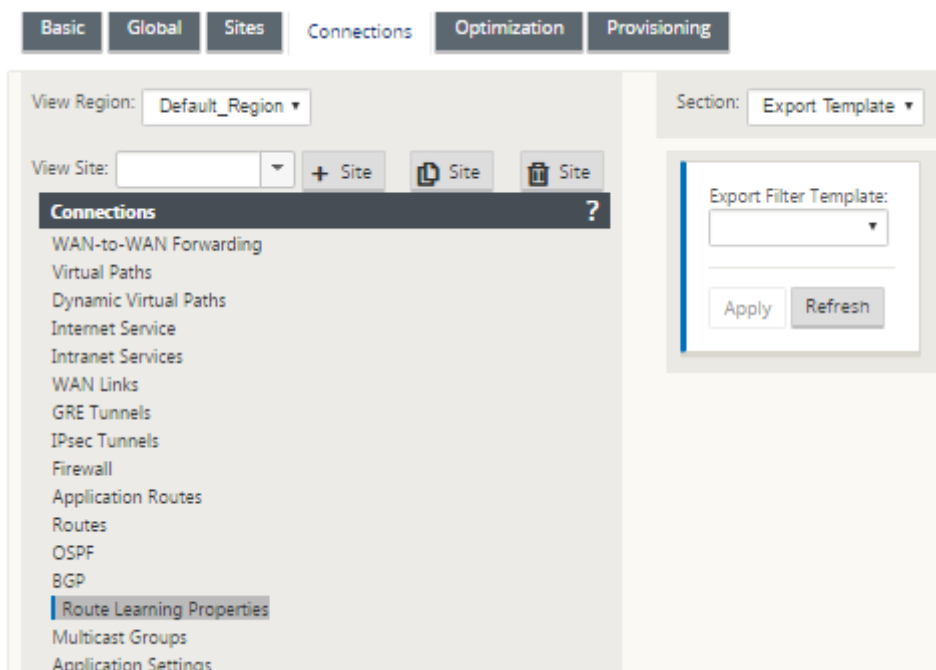 Basic Global Sites Connections Optimization Provisioning
View Region: Default_Region
Section: Export Template
View Site: + Site Site Site
Connections ?
WAN-to-WAN Forwarding
Virtual Paths
Dynamic Virtual Paths
Internet Service
Intranet Services
WAN Links
GRE Tunnels
IPsec Tunnels
Firewall
Application Routes
Routes
OSPF
BGP
Route Learning Properties
Multicast Groups
Application Settings
Export Filter Template:
Apply Refresh